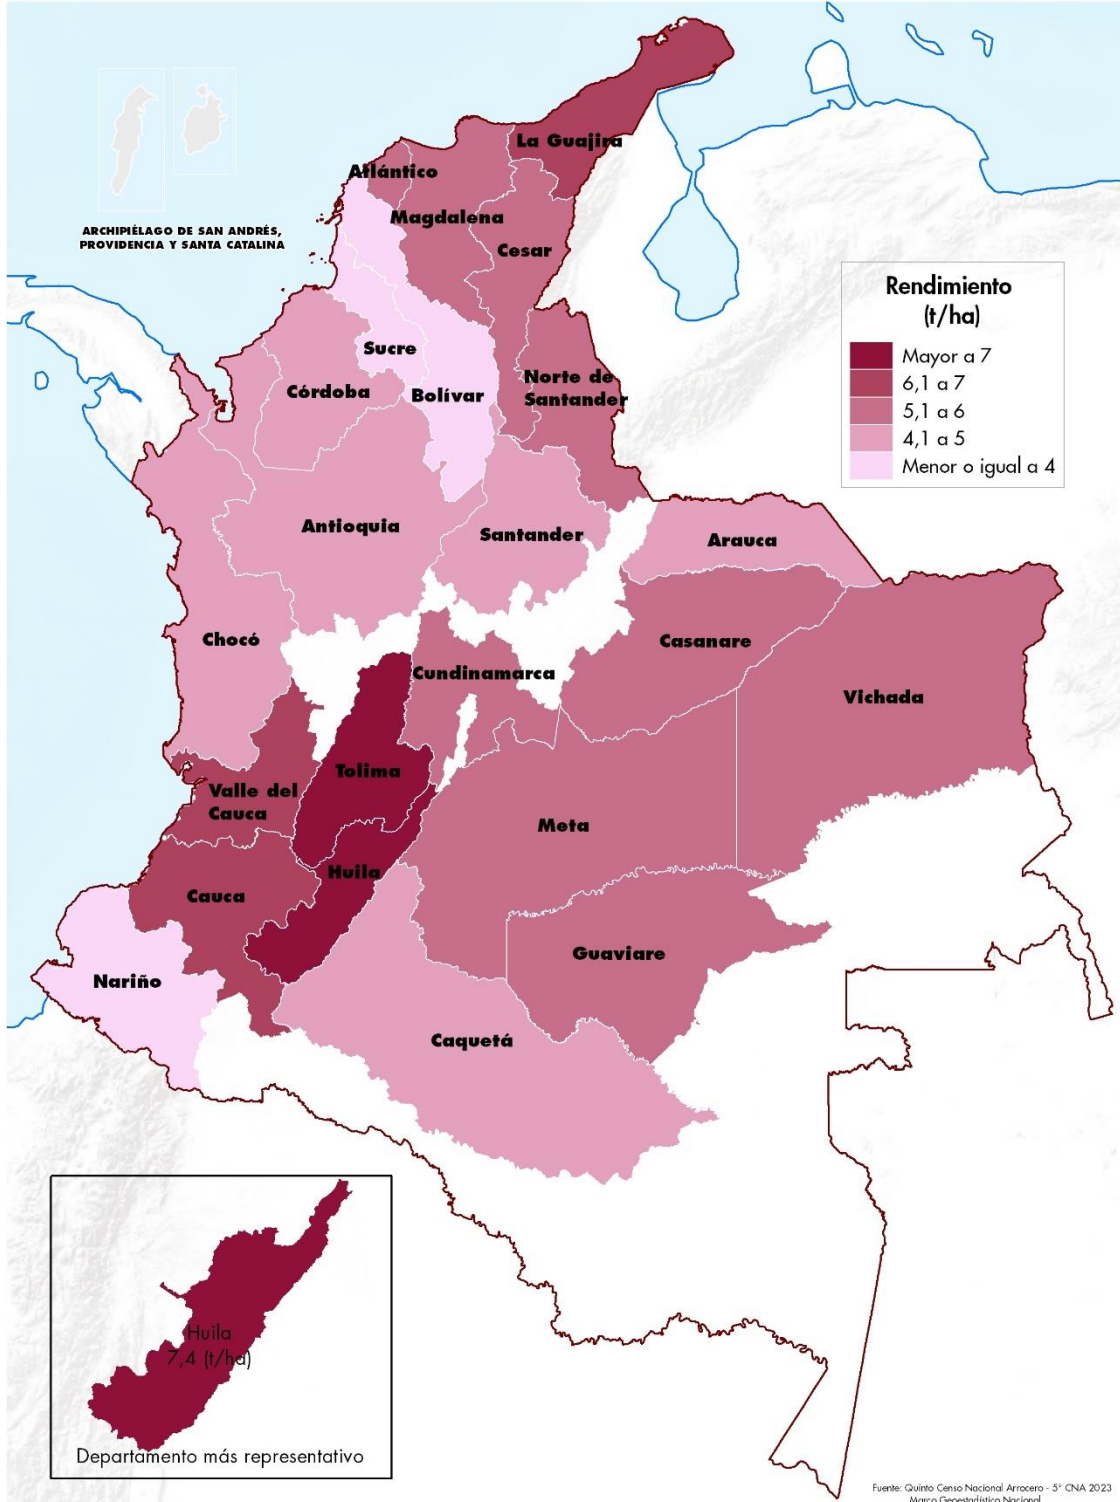 La Guajira
Atlántico
Magdalena
ARCHIPIÉLAGO DE SAN ANDRÉS,
PROVIDENCIA Y SANTA CATALINA
Cesar
Rendimiento
(t/ha)
Mayor a 7
6,1 a 7
5,1 a 6
4,1 a 5
Menor o igual a 4
Sucre
Córdoba
Bolívar
Norte de
Santander
Antioquia
Santander
Arauca
Chocó
Casanare
Cundinamarca
Vichada
Tolima
Valle del
Cauca
Meta
Huila
Cauca
Guaviare
Nariño
Caquetá
Huila
7,4 (t/ha)
Departamento más representativo
Fuente: Quinto Censo Nacional Arrocero - 5° CNA 2023
Marco Geoestadístico Nacional